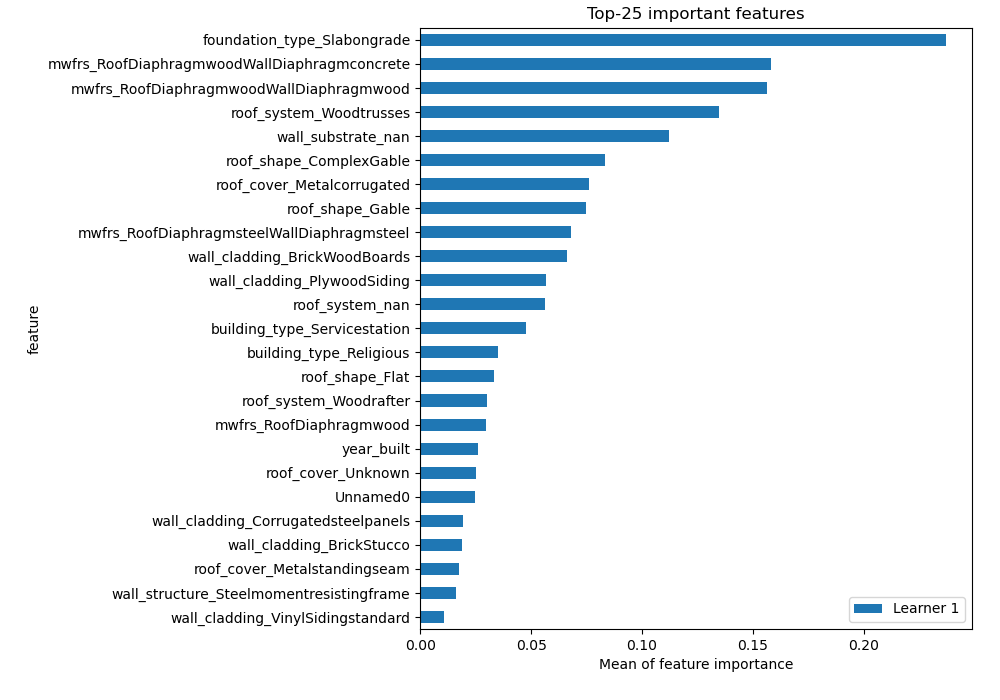 Top-25 important features
foundation_type_Slabongrade
mwfrs_RoofDiaphragmwoodWallDiaphragmconcrete
mwfrs_RoofDiaphragmwoodWallDiaphragmwood
roof_system_Woodtrusses
wall_substrate_nan
roof_shape_ComplexGable
roof_cover_Metalcorrugated
roof_shape_Gable
mwfrs_RoofDiaphragmsteelWallDiaphragmsteel
wall_cladding_BrickWoodBoards
wall_cladding_PlywoodSiding
roof_system_nan
building_type_Servicestation
building_type_Religious
roof_shape_Flat
roof_system_Woodrafter
mwfrs_RoofDiaphragmwood
year_built
roof_cover_Unknown
Unnamed0
wall_cladding_Corrugatedsteelpanels
wall_cladding_BrickStucco
roof_cover_Metalstandingseam
wall_structure_Steelmomentresistingframe
wall_cladding_VinylSidingstandard
feature
Learner 1
0.00 0.05 0.10 0.15 0.20
Mean of feature importance